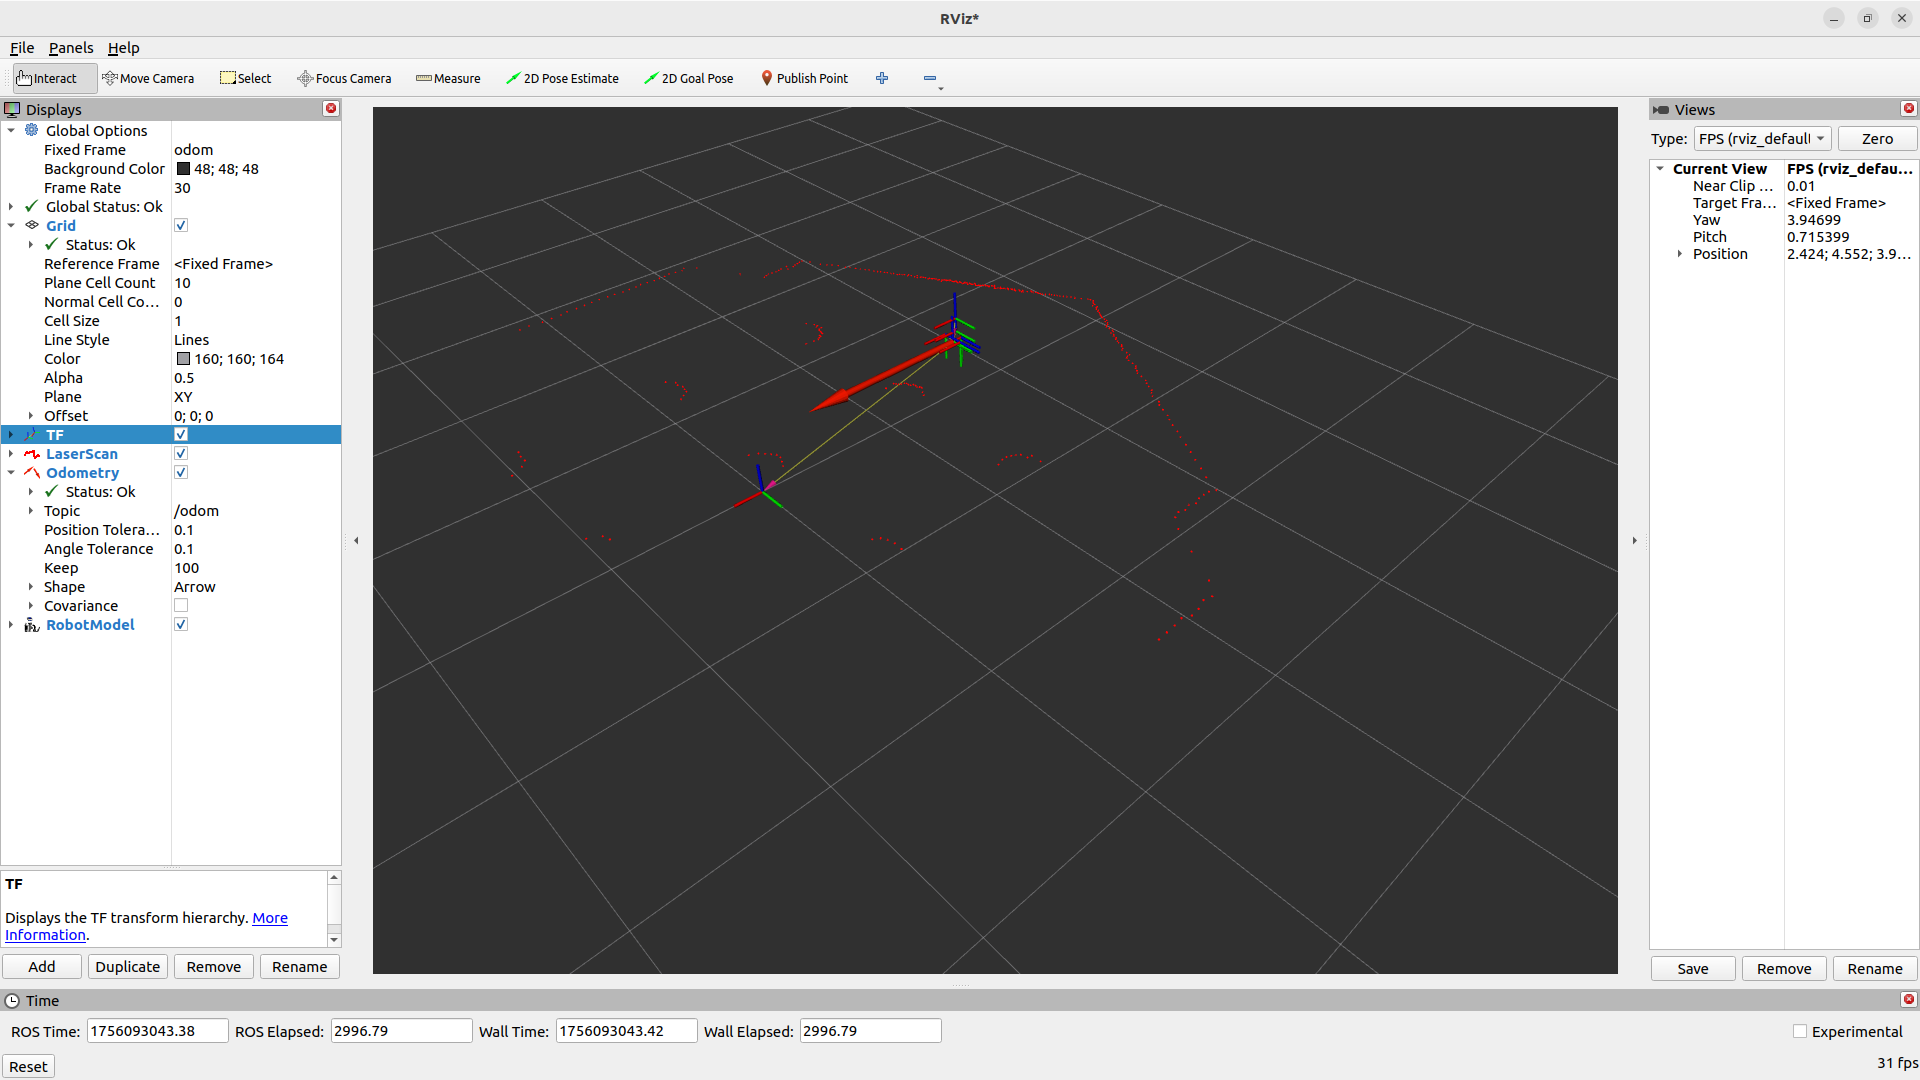 RViz*
File Panels Help
Interact Move Camera Select Focus Camera Measure 2D Pose Estimate 2D Goal Pose Publish Point
Displays
Global Options
Fixed Frame odom
Background Color 48; 48; 48
Frame Rate 30
Global Status: Ok
Grid
Status: Ok
Reference Frame <Fixed Frame>
Plane Cell Count 10
Normal Cell Co... 0
Cell Size 1
Line Style Lines
Color 160; 160; 164
Alpha 0.5
Plane XY
Offset 0; 0; 0
TF
LaserScan
Odometry
Status: Ok
Topic /odom
Position Tolera... 0.1
Angle Tolerance 0.1
Keep 100
Shape Arrow
Covariance
RobotModel
TF
Displays the TF transform hierarchy. More
Information.
Add Duplicate Remove Rename
Views
Type: FPS (rviz_default Zero
Current View FPS (rviz_defau...
Near Clip ... 0.01
Target Fra... <Fixed Frame>
Yaw 3.94699
Pitch 0.715399
Position 2.424; 4.552; 3.9...
Save Remove Rename
Time
ROS Time: 1756093043.38 ROS Elapsed: 2996.79 Wall Time: 1756093043.42 Wall Elapsed: 2996.79 Experimental
Reset 31 fps